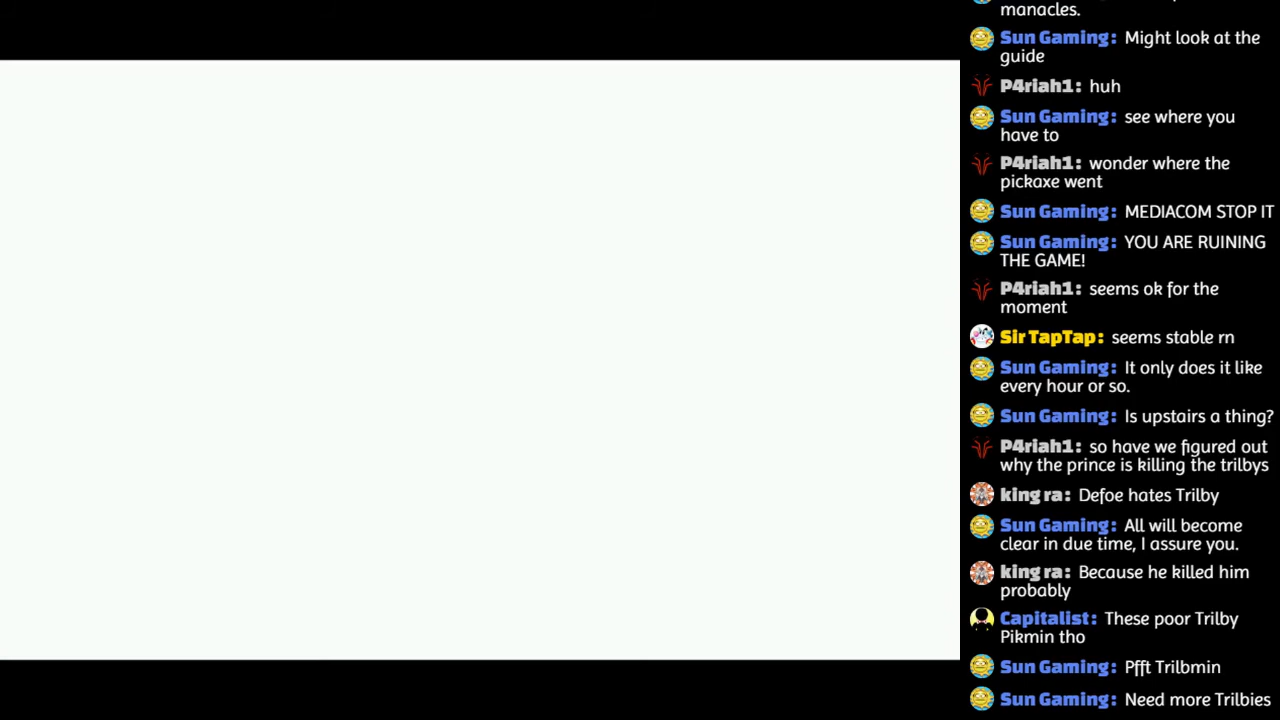 manacles.
Sun Gaming: Might look at the
guide
P4riah1: huh
Sun Gaming: see where you
have to
P4riah1: wonder where the
pickaxe went
Sun Gaming: MEDIACOM STOP IT
Sun Gaming: YOU ARE RUINING
THE GAME!
P4riah1: seems ok for the
moment
Sir TapTap: seems stable rn
Sun Gaming: It only does it like
every hour or so.
Sun Gaming: Is upstairs a thing?
P4riah1: so have we figured out
why the prince is killing the trilbys
king ra: Defoe hates Trilby
Sun Gaming: All will become
clear in due time, I assure you.
king ra: Because he killed him
probably
Capitalist: These poor Trilby
Pikmin tho
Sun Gaming: Pfft Trilbmin
Sun Gaming: Need more Trilbies